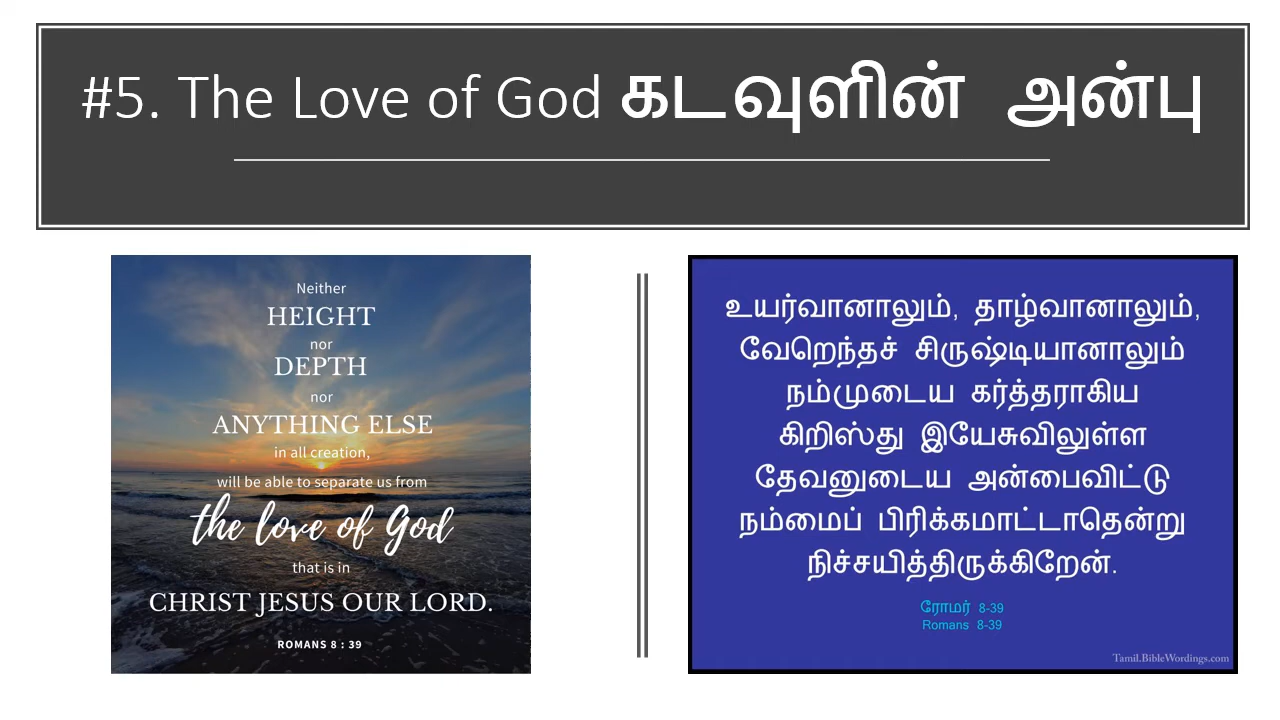 #5. The Love of God கடவுளின் அன்பு
Neither
HEIGHT
nor
DEPTH
nor
ANYTHING ELSE
in all creation,
will be able to separate us from
the love of God
that is in
CHRIST JESUS OUR LORD.
ROMANS 8 : 39
உயர்வானாலும், தாழ்வானாலும்,
வேறெந்தச் சிருஷ்டியானாலும்
நம்முடைய கர்த்தராகிய
கிறிஸ்து இயேசுவிலுள்ள
தேவனுடைய அன்பைவிட்டு
நம்மைப் பிரிக்கமாட்டாதென்று
நிச்சயித்திருக்கிறேன்.
ரோமர் 8-39
Romans 8-39
Tamil.BibleWordings.com